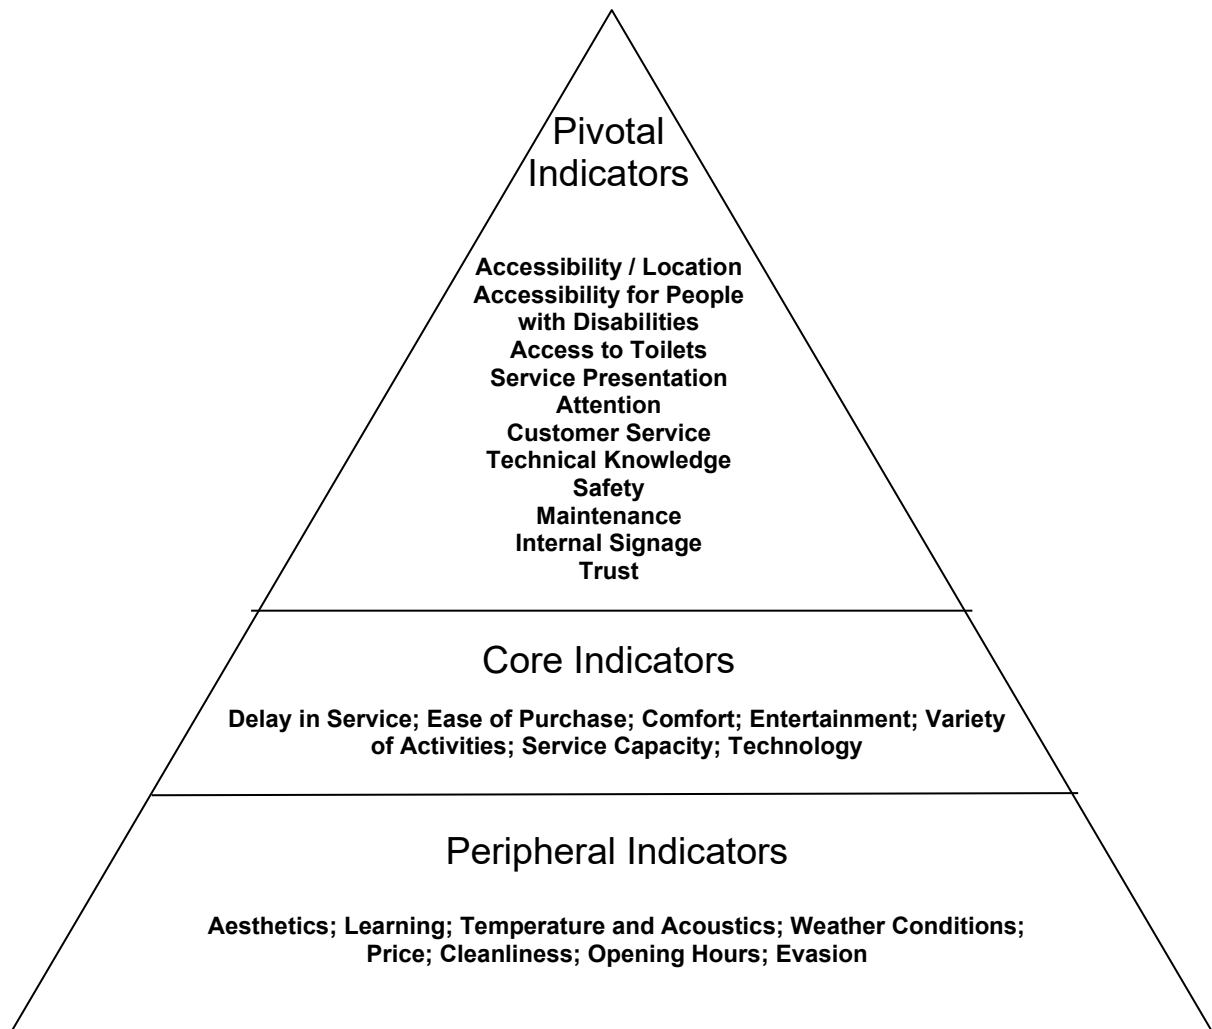 Pivotal
Indicators
Accessibility / Location
Accessibility for People
with Disabilities
Access to Toilets
Service Presentation
Attention
Customer Service
Technical Knowledge
Safety
Maintenance
Internal Signage
Trust
Core Indicators
Delay in Service; Ease of Purchase; Comfort; Entertainment; Variety
of Activities; Service Capacity; Technology
Peripheral Indicators
Aesthetics; Learning; Temperature and Acoustics; Weather Conditions;
Price; Cleanliness; Opening Hours; Evasion